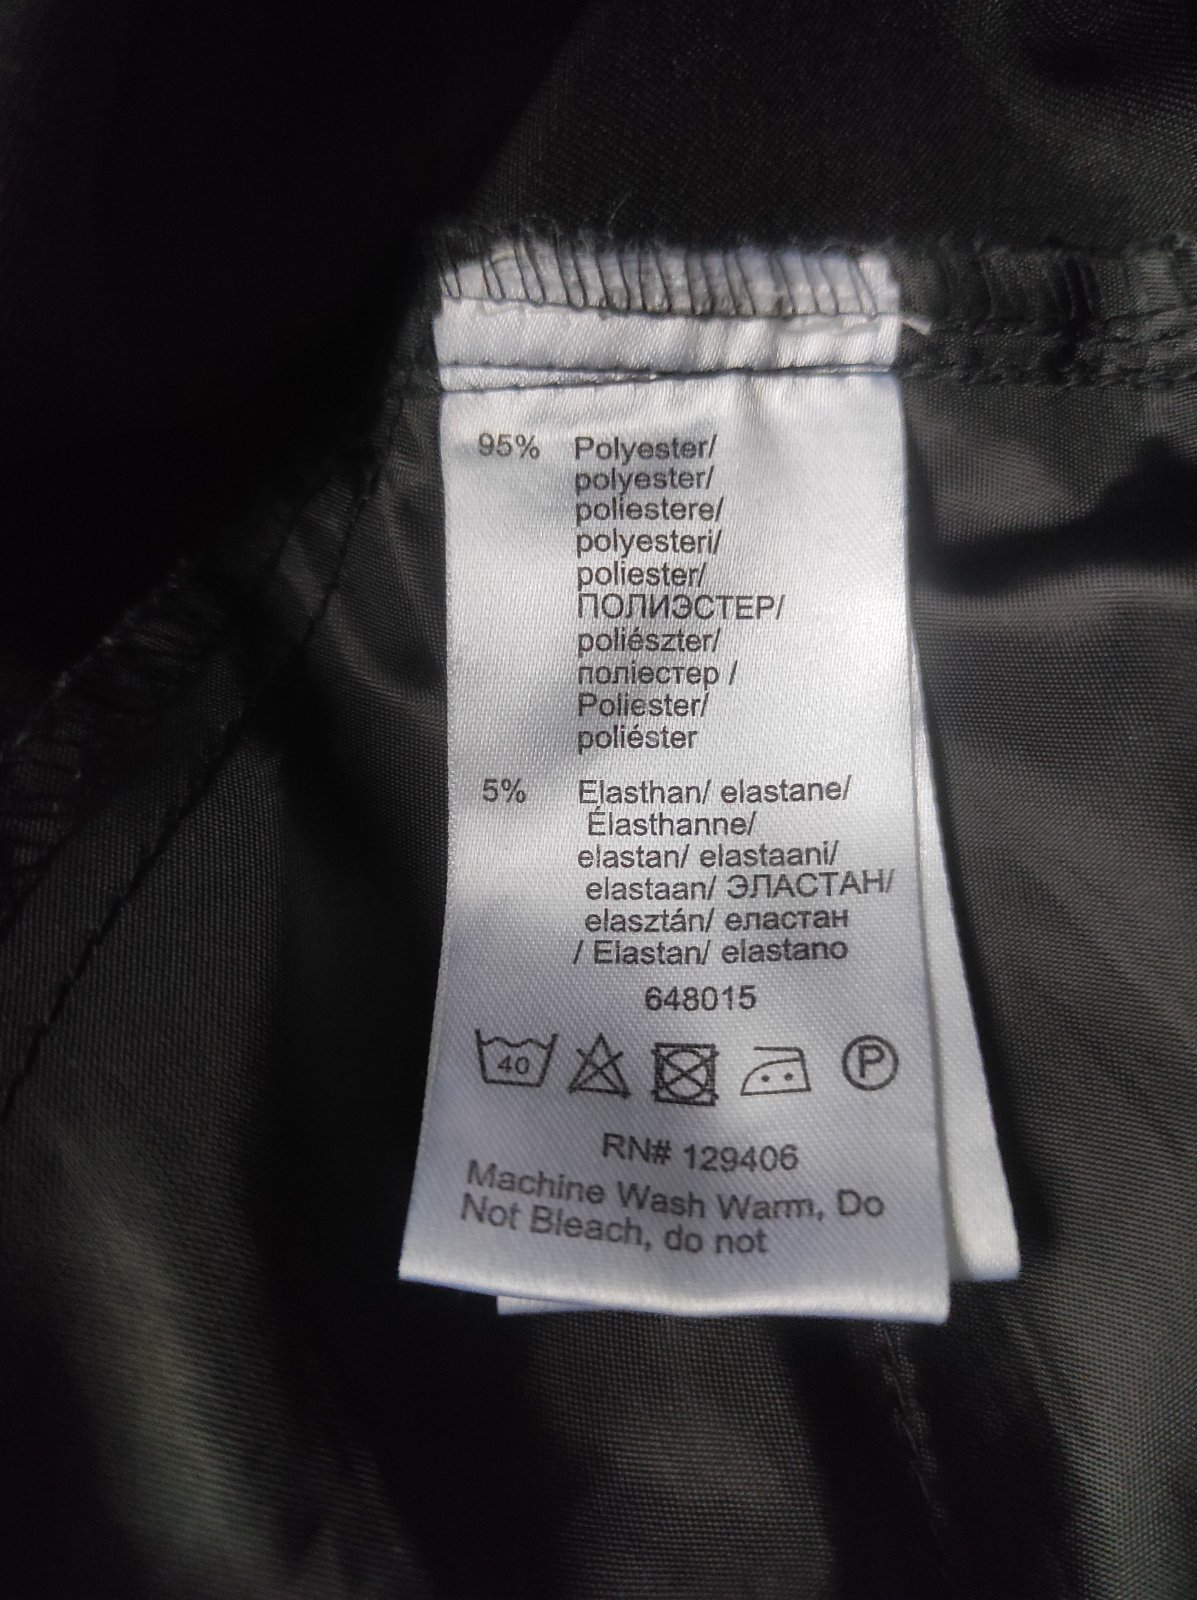 95% Polyester/
polyester/
poliestere/
polyesteri/
poliester/
ПОЛИЭСТЕР/
poliészter/
поліестер /
Poliester/
poliéster
5% Elasthan/ elastane/
Élasthanne/
elastan/ elastaani/
elastaan/ ЭЛАСТАН/
elasztán/ еластан
/ Elastan/ elastano
648015
40 P
RN# 129406
Machine Wash Warm, Do
Not Bleach, do not